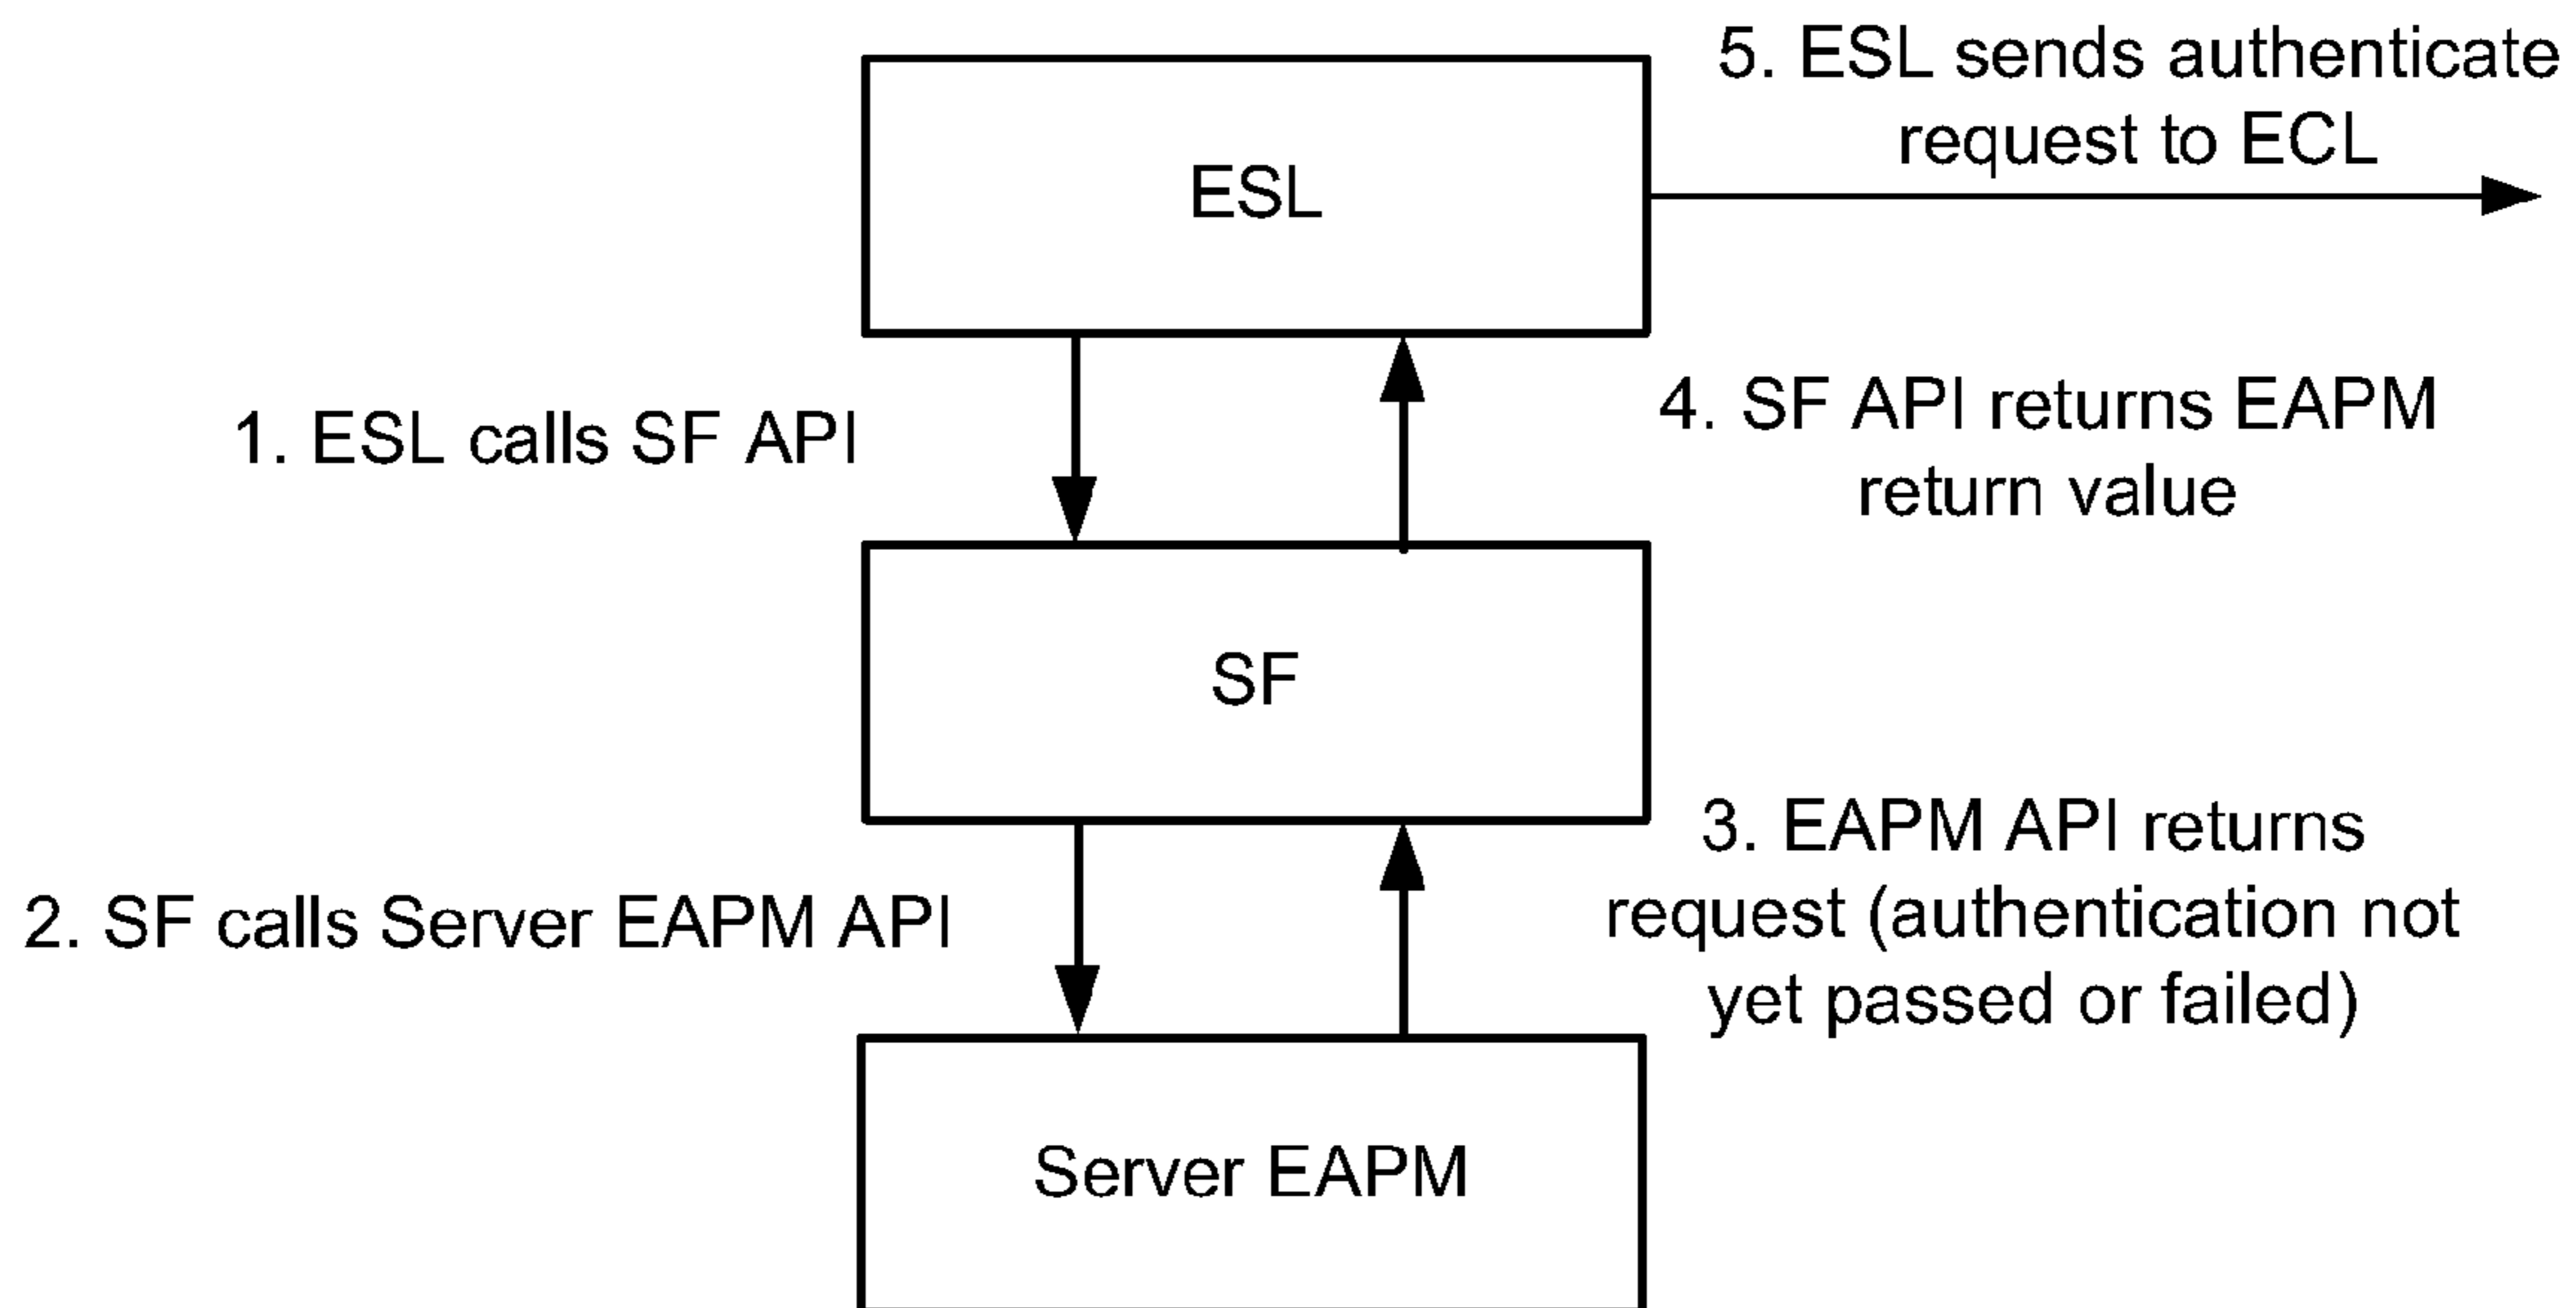 5. ESL sends authenticate
request to ECL
ESL
1. ESL calls SF API
4. SF API returns EAPM
return value
SF
2. SF calls Server EAPM API
3. EAPM API returns
request (authentication not
yet passed or failed)
Server EAPM